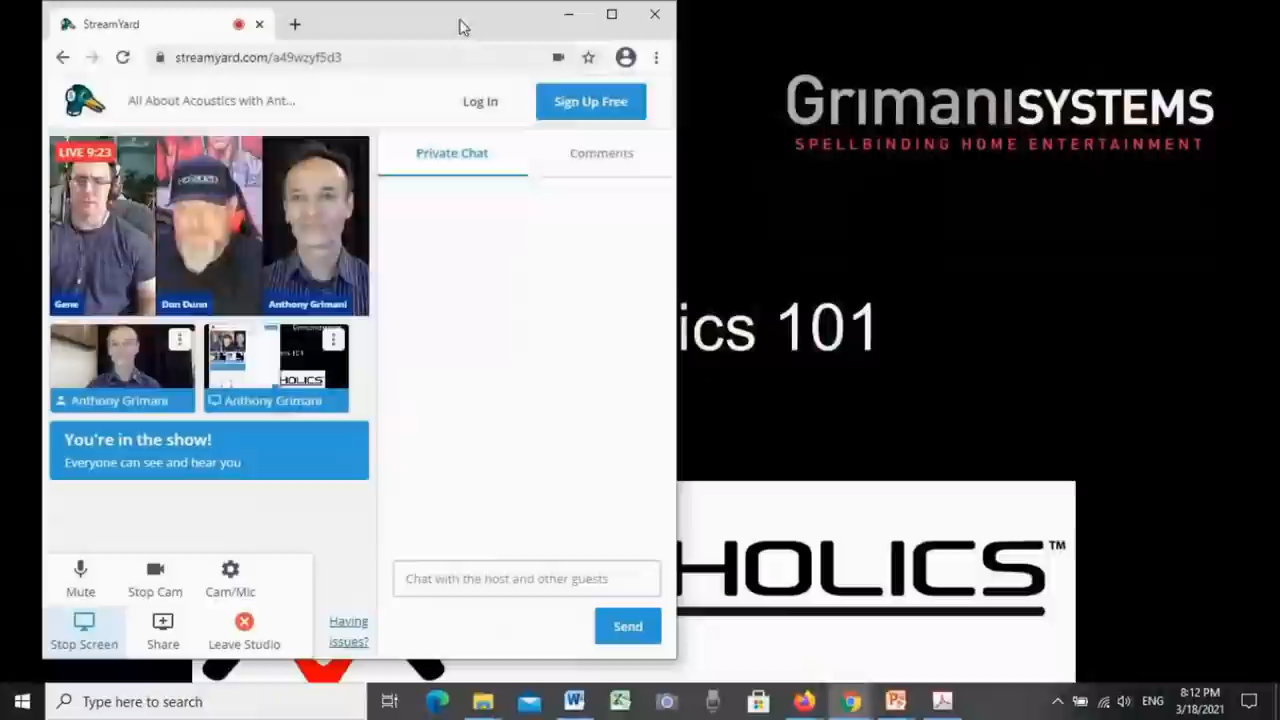 StreamYard
streamyard.com/a49wzyf5d3
All About Acoustics with Ant...
Log In
Sign Up Free
LIVE 9:23
Gene
Don Dunn
Anthony Grimani
Private Chat
Comments
Anthony Grimani
Anthony Grimani
HOLICS
You're in the show!
Everyone can see and hear you
Chat with the host and other guests
Send
Mute
Stop Cam
Cam/Mic
Stop Screen
Share
Leave Studio
Having
issues?
GrimaniSYSTEMS
SPELLBINDING HOME ENTERTAINMENT
ics 101
HOLICS™
Type here to search
ENG
8:12 PM
3/18/2021